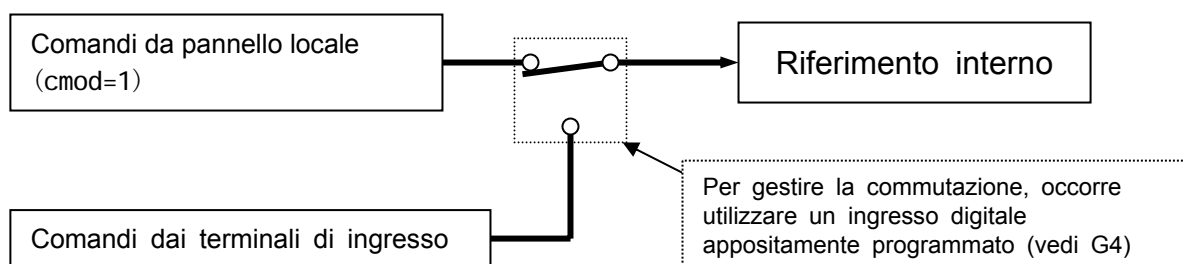 Comandi da pannello locale
(cmod=1)
Riferimento interno
Per gestire la commutazione, occorre
utilizzare un ingresso digitale
appositamente programmato (vedi G4)
Comandi dai terminali di ingresso